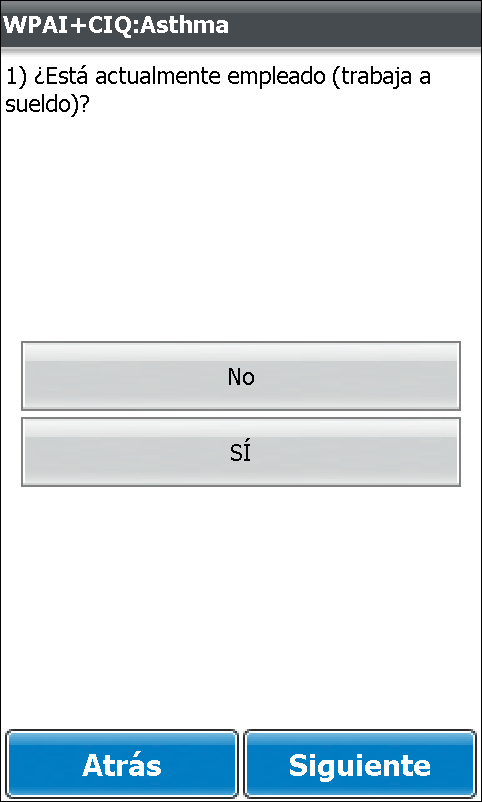 WPAI+CIQ:Asthma
1) ¿Está actualmente empleado (trabaja a
sueldo)?
No
SÍ
Atrás
Siguiente